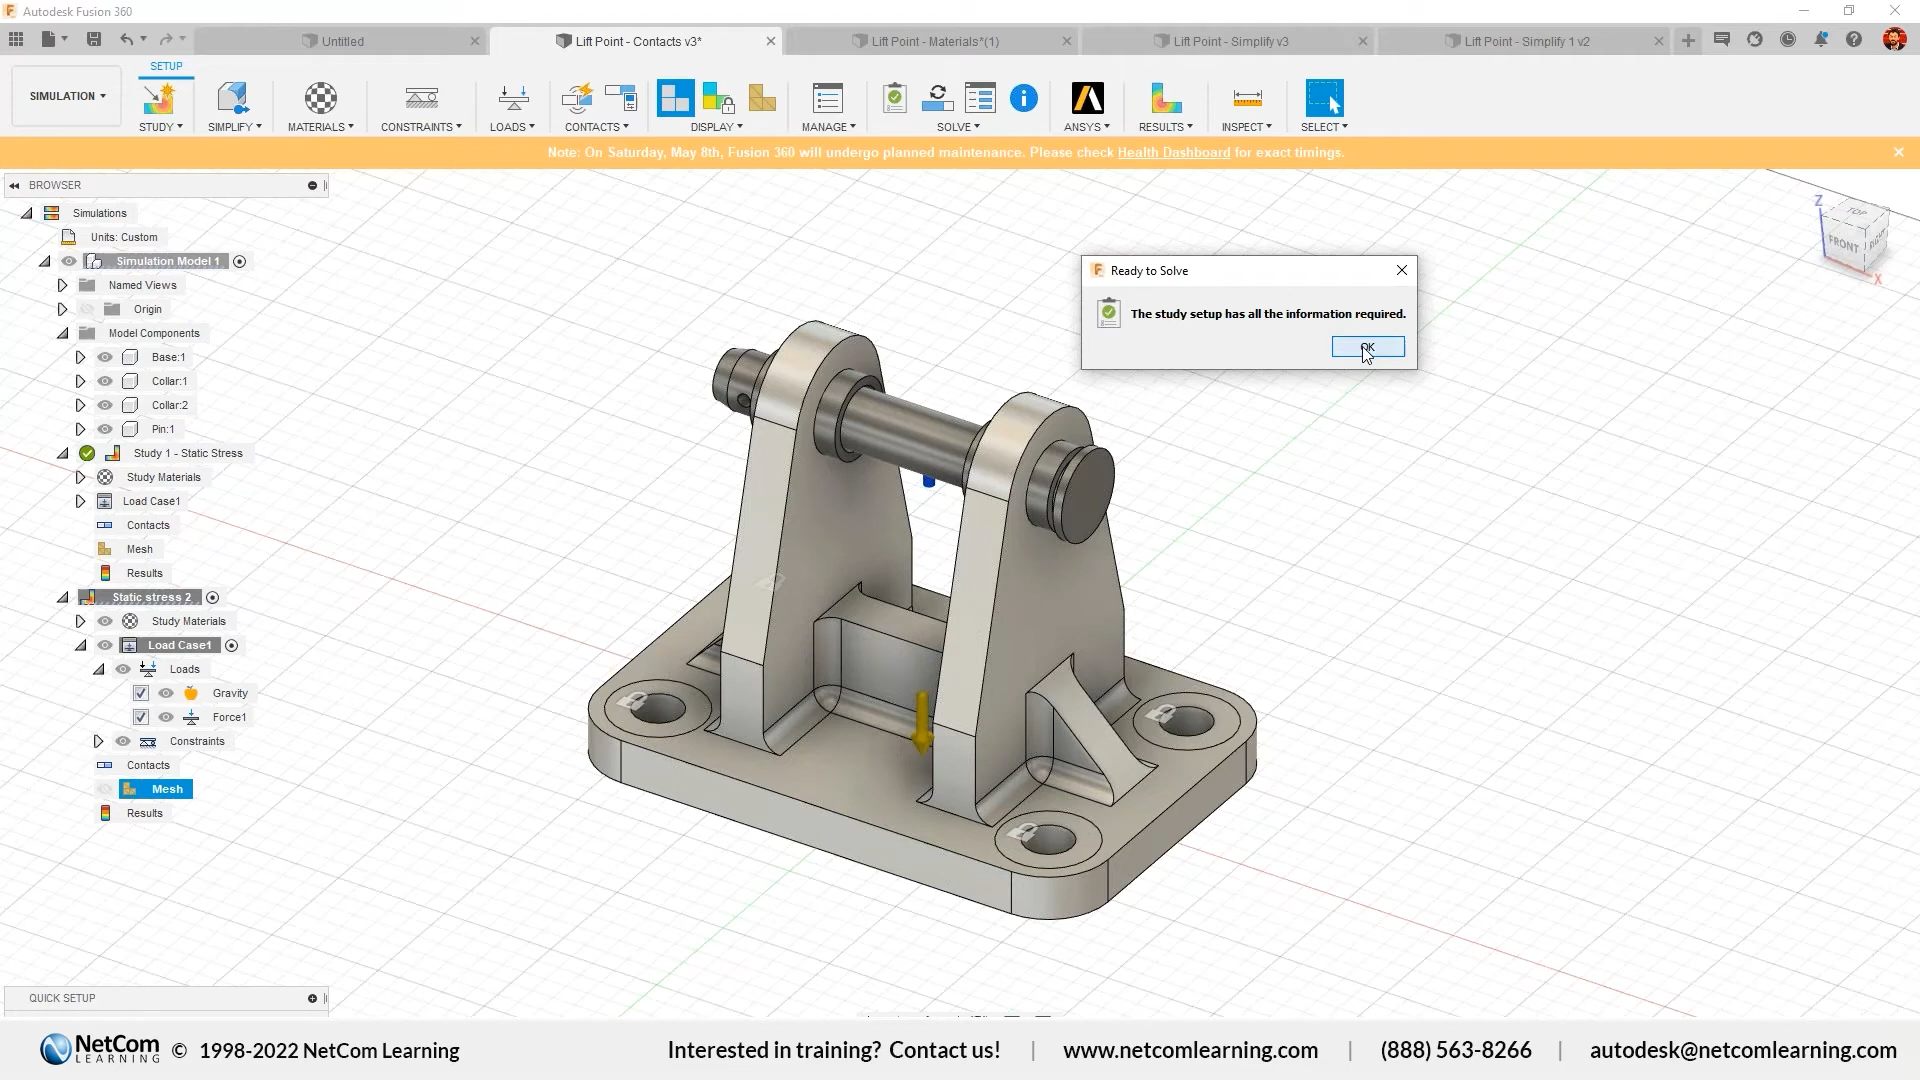 Autodesk Fusion 360
Untitled
Lift Point - Contacts v3*
Lift Point - Materials*(1)
Lift Point - Simplify v3
Lift Point - Simplify 1 v2
SETUP
SIMULATION
STUDY
SIMPLIFY
MATERIALS
CONSTRAINTS
LOADS
CONTACTS
DISPLAY
MANAGE
SOLVE
ANSYS
RESULTS
INSPECT
SELECT
Note: On Saturday, May 8th, Fusion 360 will undergo planned maintenance. Please check Health Dashboard for exact timings.
BROWSER
Simulations
Units: Custom
Simulation Model 1
Named Views
Origin
Model Components
Base:1
Collar:1
Collar:2
Pin:1
Study 1 - Static Stress
Study Materials
Load Case1
Contacts
Mesh
Results
Static stress 2
Study Materials
Load Case1
Loads
Gravity
Force1
Constraints
Contacts
Mesh
Results
Ready to Solve
The study setup has all the information required.
OK
Z
TOP
FRONT
RIGHT
X
QUICK SETUP
NetCom
LEARNING
© 1998-2022 NetCom Learning
Interested in training? Contact us! | www.netcomlearning.com | (888) 563-8266 | autodesk@netcomlearning.com